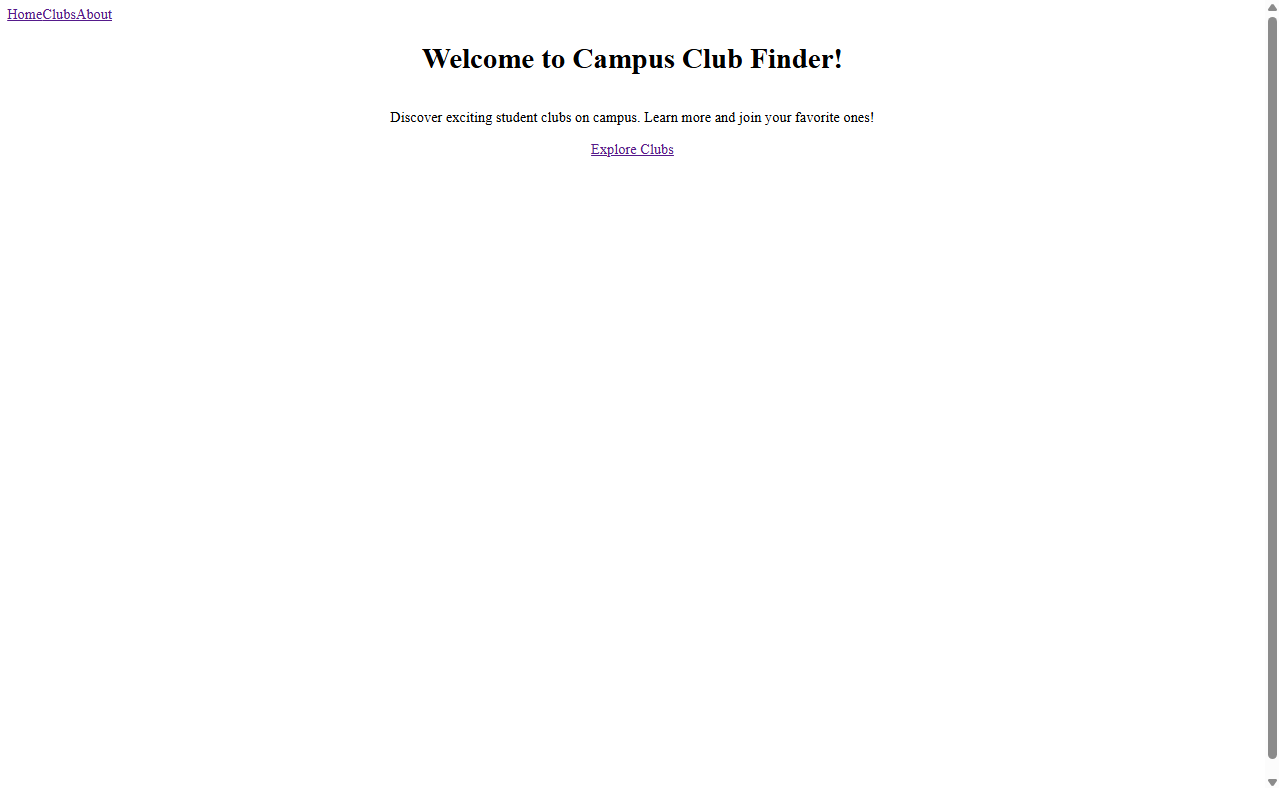 HomeClubsAbout
Welcome to Campus Club Finder!
Discover exciting student clubs on campus. Learn more and join your favorite ones!
Explore Clubs